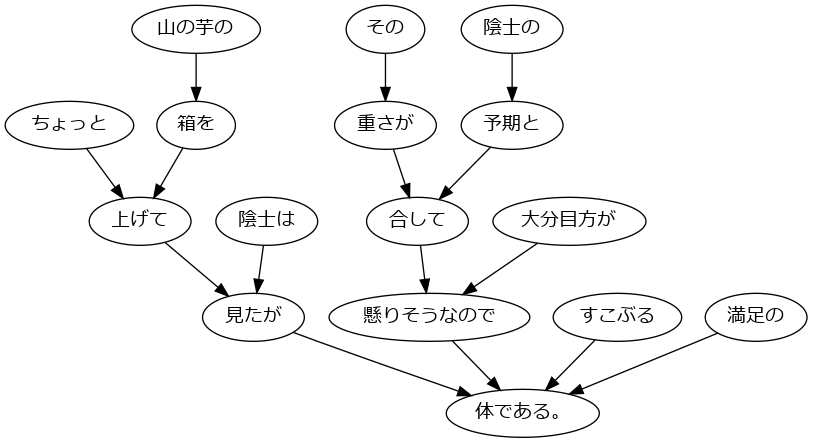 山の芋の
その
陰士の
ちょっと
箱を
重さが
予期と
上げて
陰士は
合して
大分目方が
見たが
懸りそうなので
すこぶる
満足の
体である。